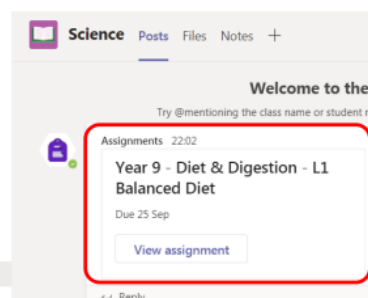 Science Posts Files Notes +
Welcome to the
Try @mentioning the class name or student
Assignments 22:02
Year 9 - Diet & Digestion - L1
Balanced Diet
Due 25 Sep
View assignment
Reply